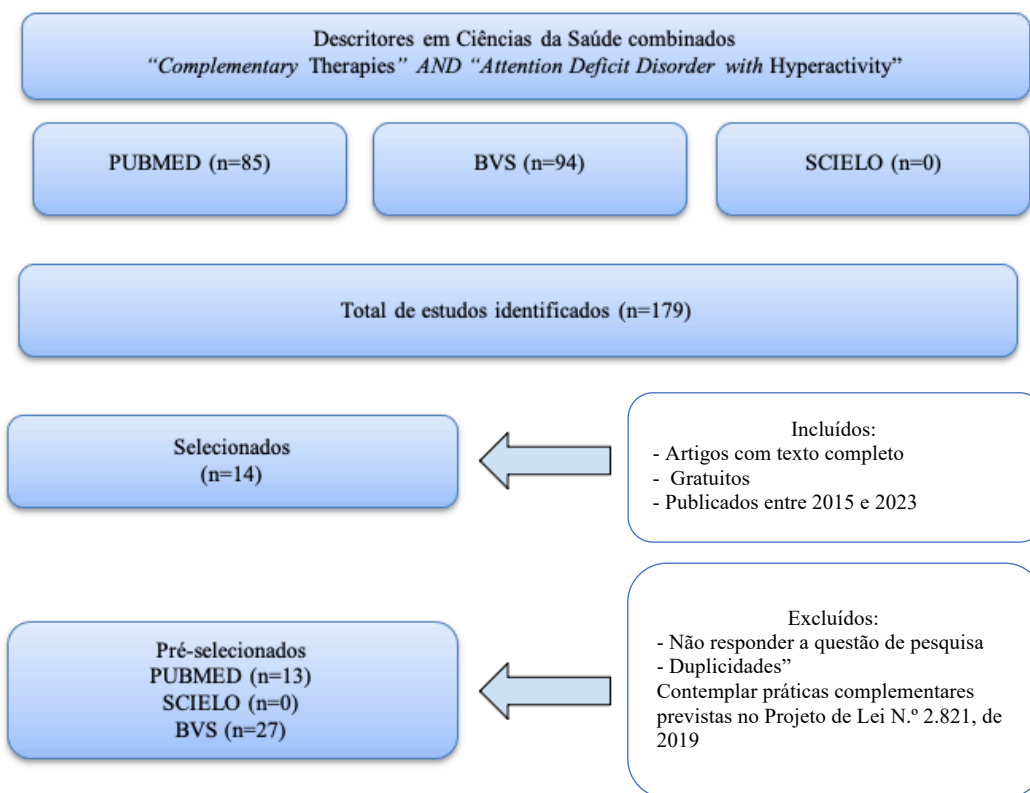 Descritores em Ciências da Saúde combinados
“Complementary Therapies” AND “Attention Deficit Disorder with Hyperactivity”
PUBMED (n=85)
BVS (n=94)
SCIELO (n=0)
Total de estudos identificados (n=179)
Selecionados
(n=14)
Incluídos:
- Artigos com texto completo
- Gratuitos
- Publicados entre 2015 e 2023
Pré-selecionados
PUBMED (n=13)
SCIELO (n=0)
BVS (n=27)
Excluídos:
- Não responder a questão de pesquisa
- Duplicidades”
Contemplar práticas complementares
previstas no Projeto de Lei N.º 2.821, de
2019